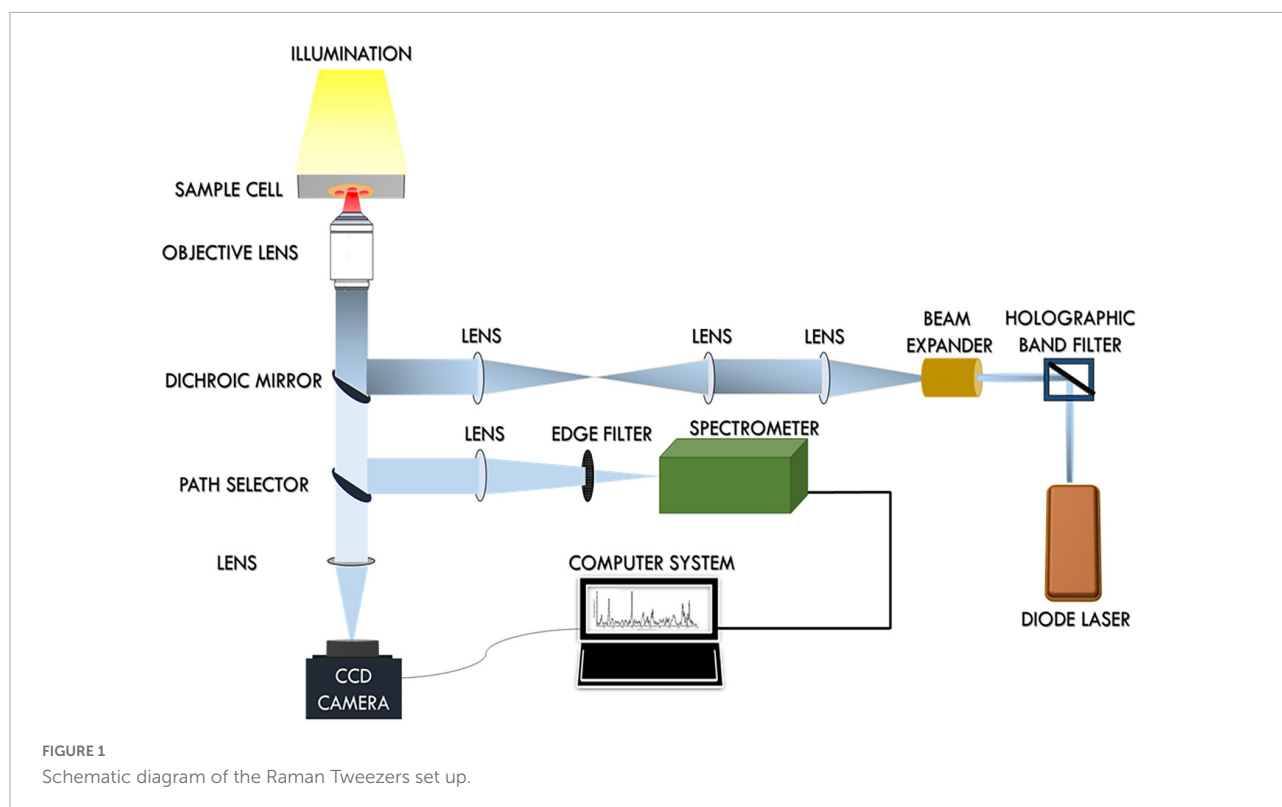 ILLUMINATION
SAMPLE CELL
OBJECTIVE LENS
LENS
LENS
LENS
BEAM
EXPANDER
HOLOGRAPHIC
BAND FILTER
DICHROIC MIRROR
LENS
EDGE FILTER
SPECTROMETER
PATH SELECTOR
LENS
COMPUTER SYSTEM
DIODE LASER
CCD
CAMERA
FIGURE 1
Schematic diagram of the Raman Tweezers set up.